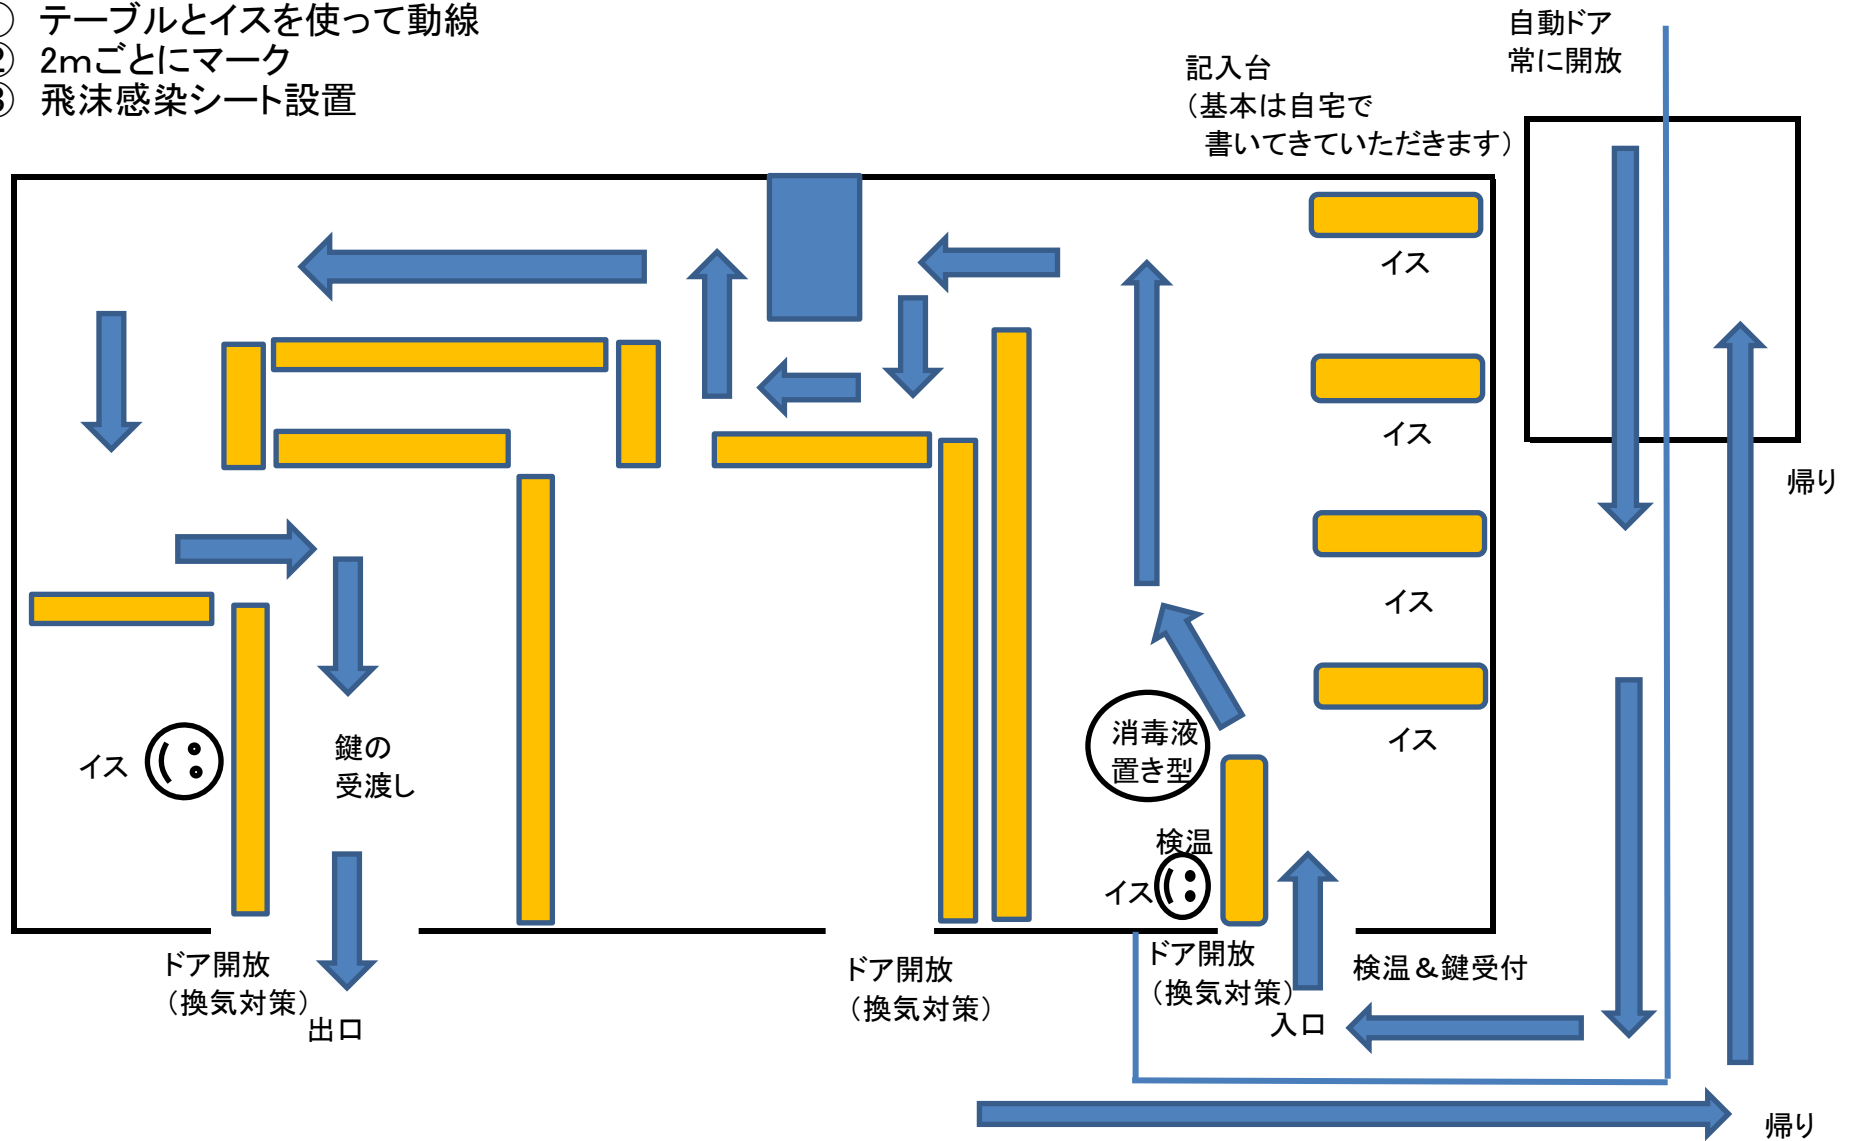 ① テーブルとイスを使って動線
② 2mごとにマーク
③ 飛沫感染シート設置
自動ドア
常に開放
記入台
（基本は自宅で
書いてきていただきます）
イス
イス
イス
イス
帰り
消毒液
置き型
検温
イス
イス
鍵の
受渡し
ドア開放
（換気対策）
出口
ドア開放
（換気対策）
ドア開放
（換気対策）
入口
検温＆鍵受付
帰り